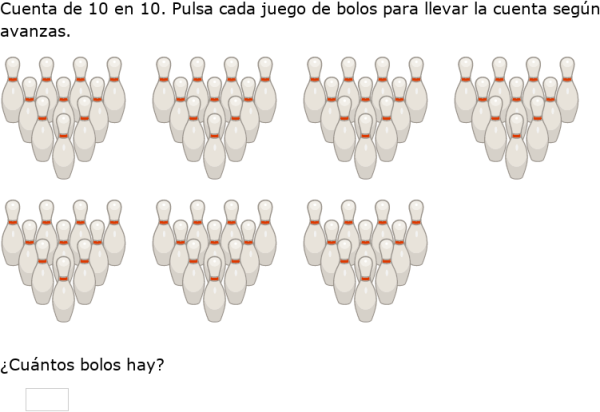 Cuenta de 10 en 10. Pulsa cada juego de bolos para llevar la cuenta según
avanzas.
¿Cuántos bolos hay?